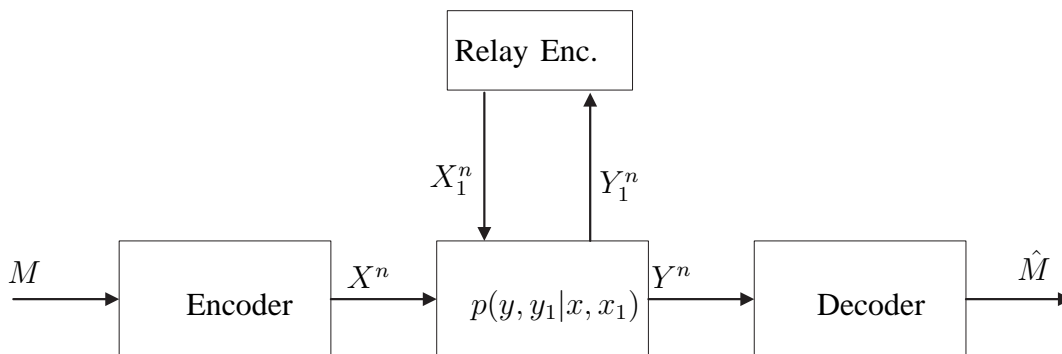 Relay Enc.
X_1^n
Y_1^n
M
Encoder
X^n
p(y, y_1|x, x_1)
Y^n
Decoder
\hat{M}